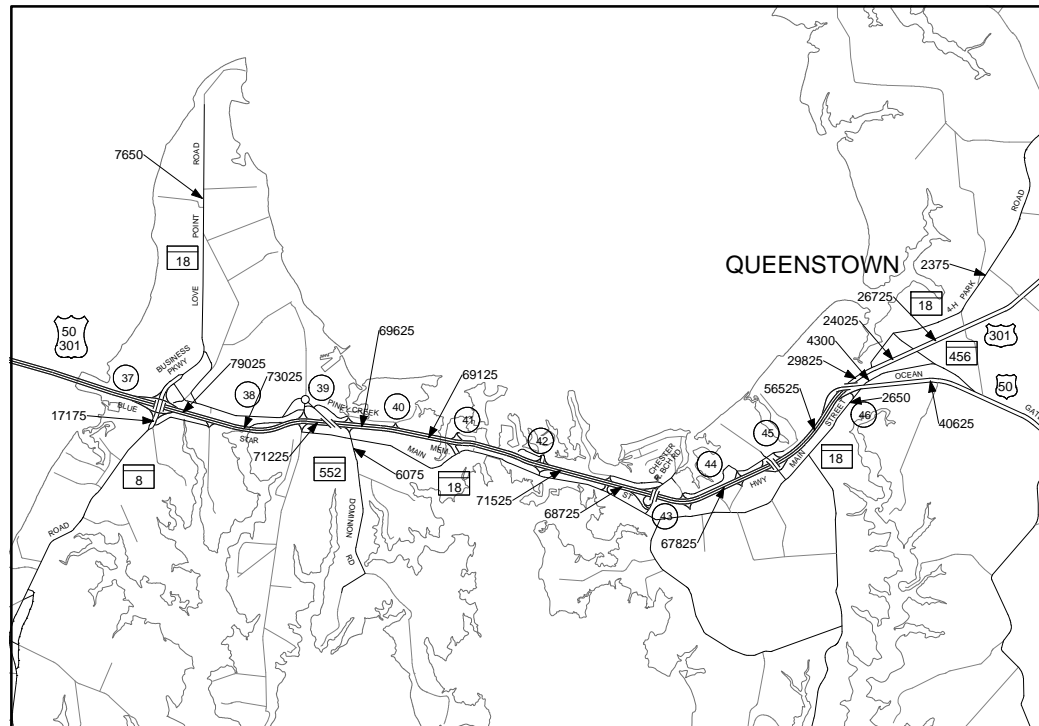 7650
ROAD
POINT
LOVE
18
50
301
BUSINESS
PKWY
37
79025
73025
38
39
69625
PINEY CREEK
40
69125
41
42
17175
BLUE
STAR
71225
552
6075
MAIN
MEM
18
71525
68725
ST
8
ROAD
DOMINION
RD
CHESTER
R. BCH RD
44
43
67825
HWY
45
MAIN
STREET
QUEENSTOWN
2375
ROAD
4-H PARK
18
26725
24025
4300
29825
56525
301
456
OCEAN
50
2650
46
40625
GAT
18